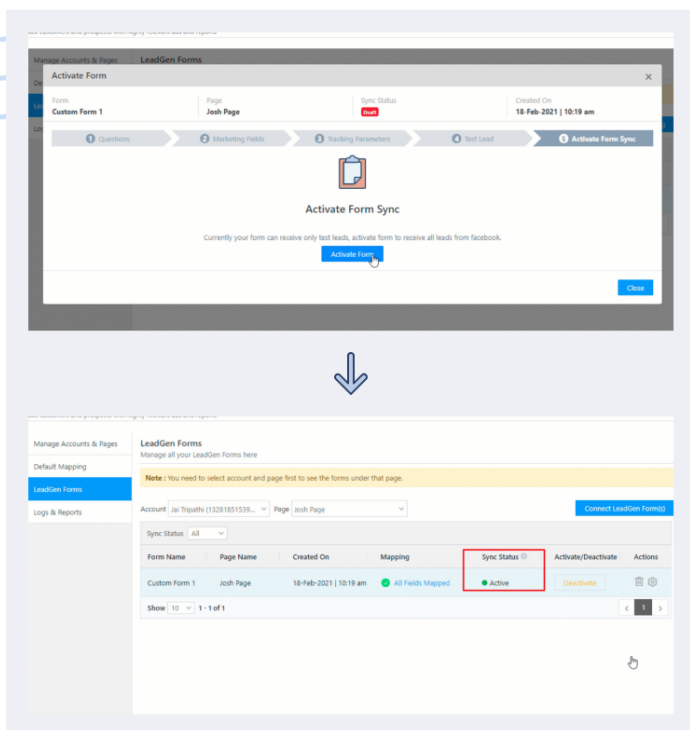 Manage Accounts & Pages
LeadGen Forms
Activate Form
×
Form
Page
Sync Status
Created On
Custom Form 1
Josh Page
Draft
18-Feb-2021 | 10:19 am
1 Questions
2 Marketing Fields
3 Tracking Parameters
4 Test Lead
5 Activate Form Sync
Activate Form Sync
Currently your form can receive only test leads, activate form to receive all leads from facebook.
Activate Form
Close
Manage Accounts & Pages
Default Mapping
LeadGen Forms
Logs & Reports
LeadGen Forms
Manage all your LeadGen Forms here
Note : You need to select account and page first to see the forms under that page.
Account Jai Tripathi (13281851539... Page Josh Page
Connect LeadGen Form(s)
Sync Status All
Form Name Page Name Created On Mapping Sync Status Activate/Deactivate Actions
Custom Form 1 Josh Page 18-Feb-2021 | 10:19 am All Fields Mapped Active Deactivate
Show 10 1 - 1 of 1
< 1 >